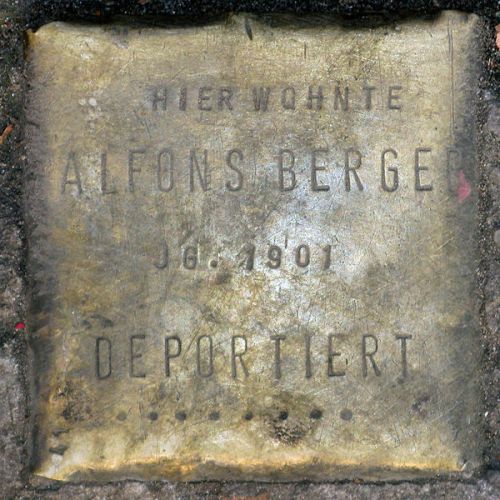 HIER WOHNTE
ALFONS BERGER
JG. 1901
DEPORTIERT
........